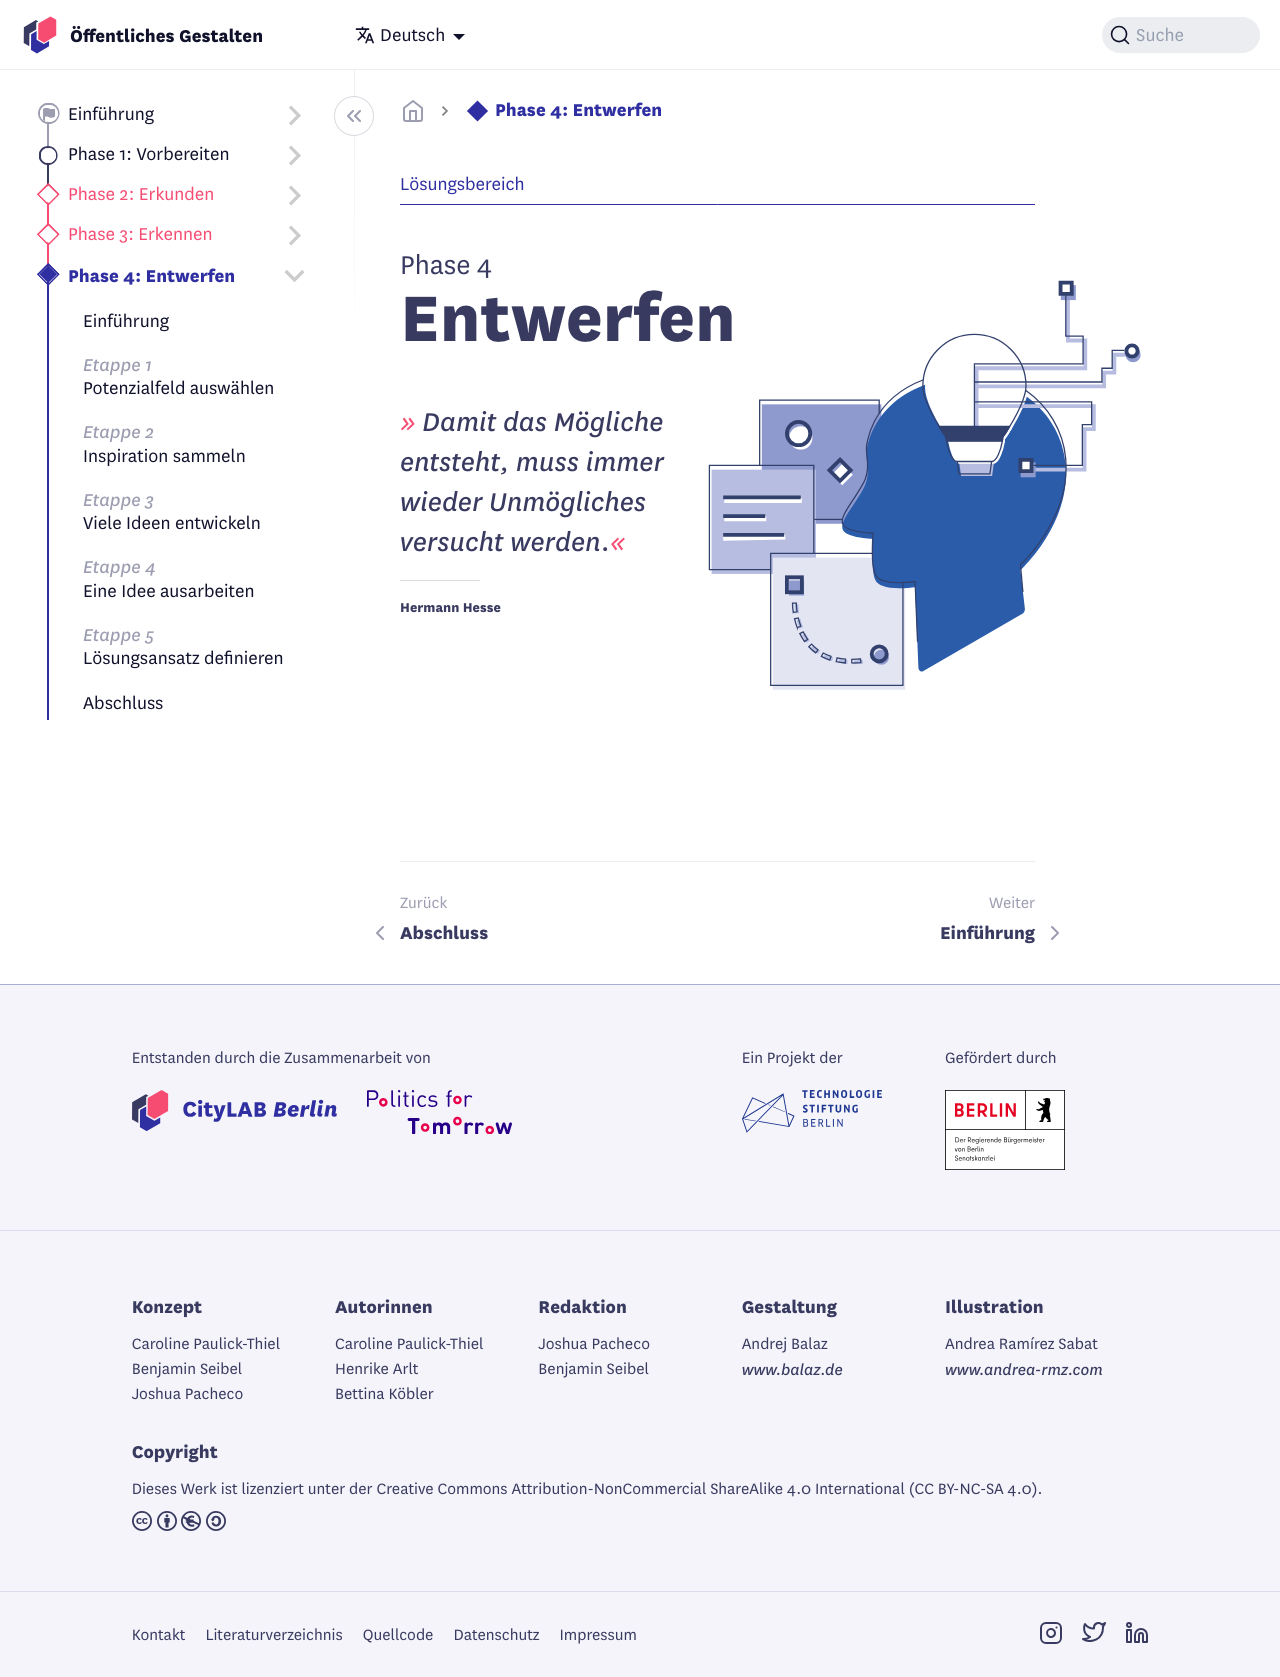 Öffentliches Gestalten
Deutsch
Suche
Einführung
Phase 1: Vorbereiten
Phase 2: Erkunden
Phase 3: Erkennen
Phase 4: Entwerfen
Einführung
Etappe 1
Potenzialfeld auswählen
Etappe 2
Inspiration sammeln
Etappe 3
Viele Ideen entwickeln
Etappe 4
Eine Idee ausarbeiten
Etappe 5
Lösungsansatz definieren
Abschluss
Phase 4: Entwerfen
Lösungsbereich
Phase 4
Entwerfen
» Damit das Mögliche
entsteht, muss immer
wieder Unmögliches
versucht werden.«
Hermann Hesse
Zurück
Abschluss
Weiter
Einführung
Entstanden durch die Zusammenarbeit von
CityLAB Berlin
Politics for
Tomorrow
Ein Projekt der
TECHNOLOGIE
STIFTUNG
BERLIN
Gefördert durch
BERLIN
Der Regierende Bürgermeister
von Berlin
Senatskanzlei
Konzept
Caroline Paulick-Thiel
Benjamin Seibel
Joshua Pacheco
Autorinnen
Caroline Paulick-Thiel
Henrike Arlt
Bettina Köbler
Redaktion
Joshua Pacheco
Benjamin Seibel
Gestaltung
Andrej Balaz
www.balaz.de
Illustration
Andrea Ramírez Sabat
www.andrea-rmz.com
Copyright
Dieses Werk ist lizenziert unter der Creative Commons Attribution-NonCommercial ShareAlike 4.0 International (CC BY-NC-SA 4.0).
Kontakt Literaturverzeichnis Quellcode Datenschutz Impressum